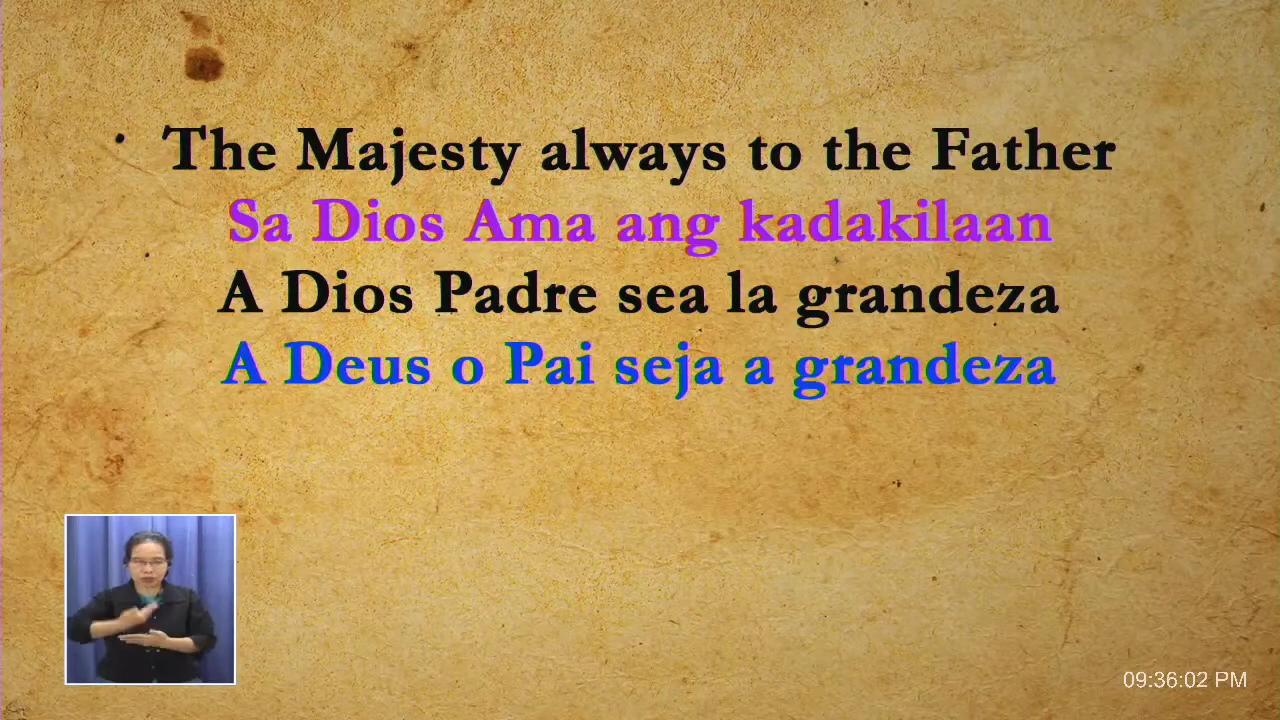 The Majesty always to the Father
Sa Dios Ama ang kadakilaan
A Dios Padre sea la grandeza
A Deus o Pai seja a grandeza
09:36:02 PM